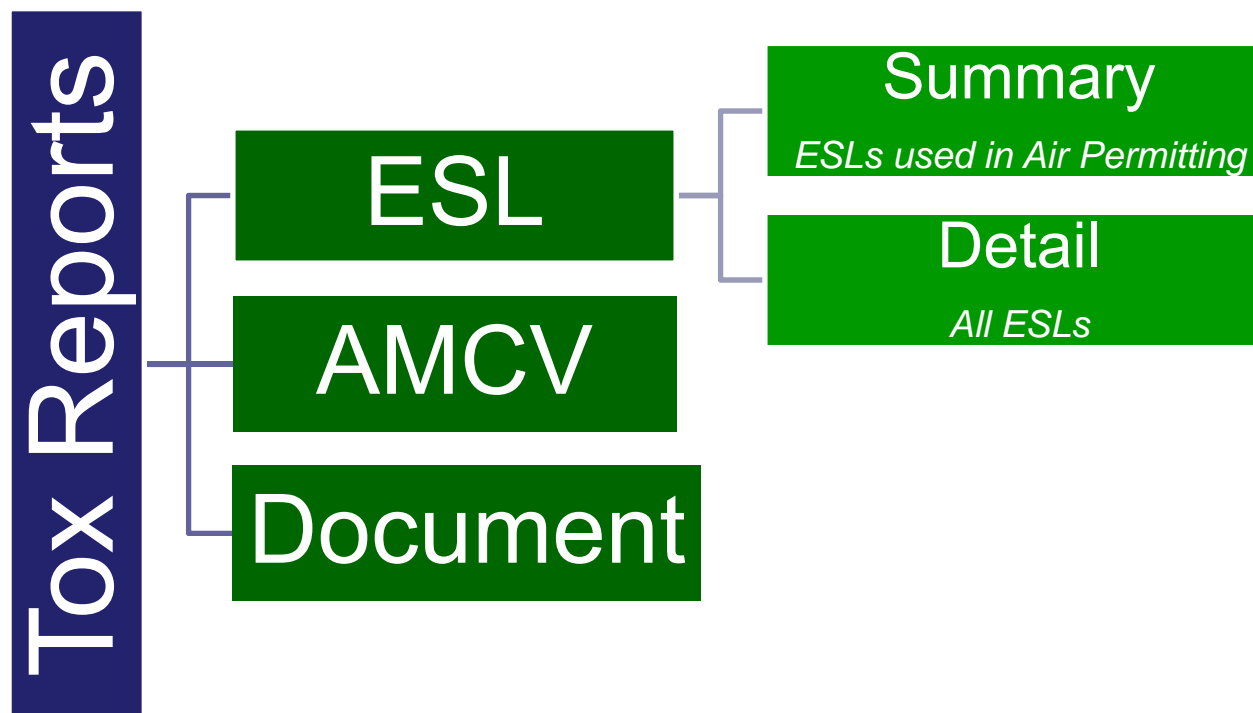 Tox Reports
ESL
AMCV
Document
Summary
ESLs used in Air Permitting
Detail
All ESLs